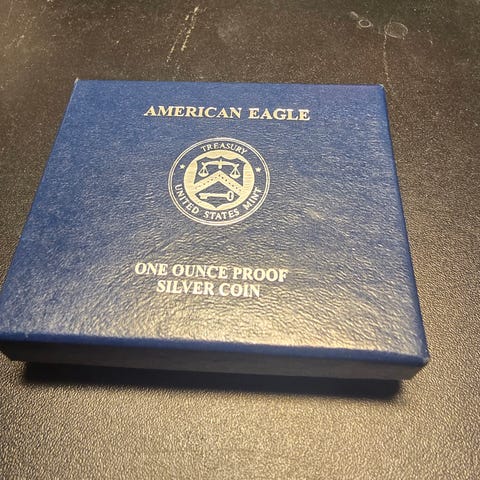 AMERICAN EAGLE
TREASURY
UNITED STATES MINT
ONE OUNCE PROOF
SILVER COIN